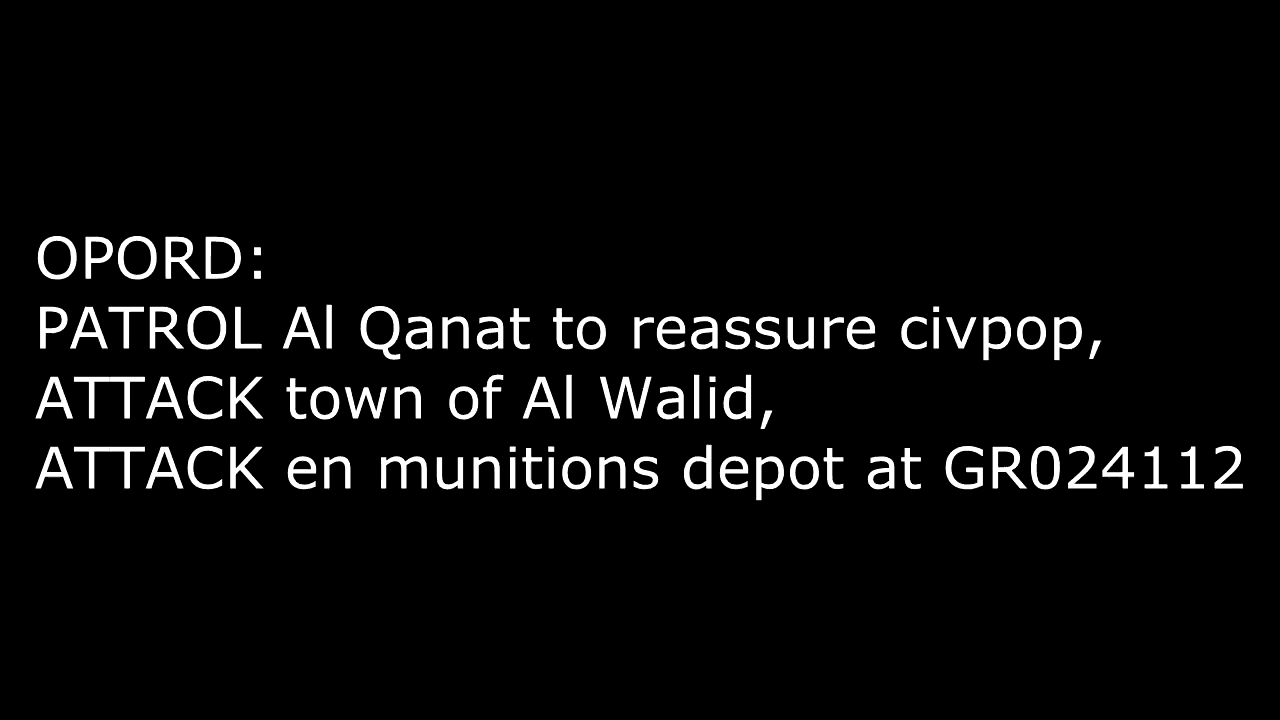 OPORD:
PATROL Al Qanat to reassure civpop,
ATTACK town of Al Walid,
ATTACK en munitions depot at GR024112